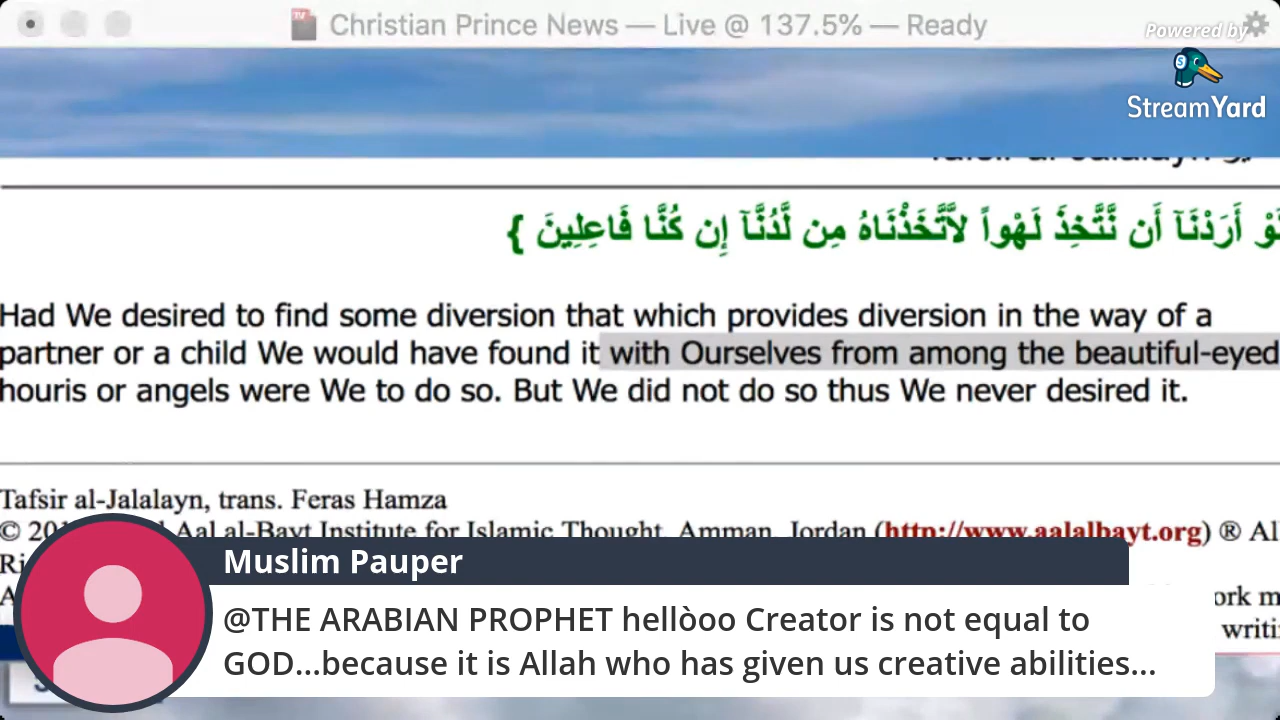 Christian Prince News — Live @ 137.5% — Ready
Powered by
StreamYard
أَرَدْنَآ أَن نَّتَّخِذَ لَهْواً لاَّتَّخَذْنَاهُ مِن لَّدُنَّآ إِن كُنَّا فَاعِلِينَ }
Had We desired to find some diversion that which provides diversion in the way of a
partner or a child We would have found it with Ourselves from among the beautiful-eyed
houris or angels were We to do so. But We did not do so thus We never desired it.
Tafsir al-Jalalayn, trans. Feras Hamza
Aal al-Bayt Institute for Islamic Thought, Amman, Jordan (http://www.aalalbayt.org) ®
Muslim Pauper
@THE ARABIAN PROPHET hellòoo Creator is not equal to
GOD...because it is Allah who has given us creative abilities...